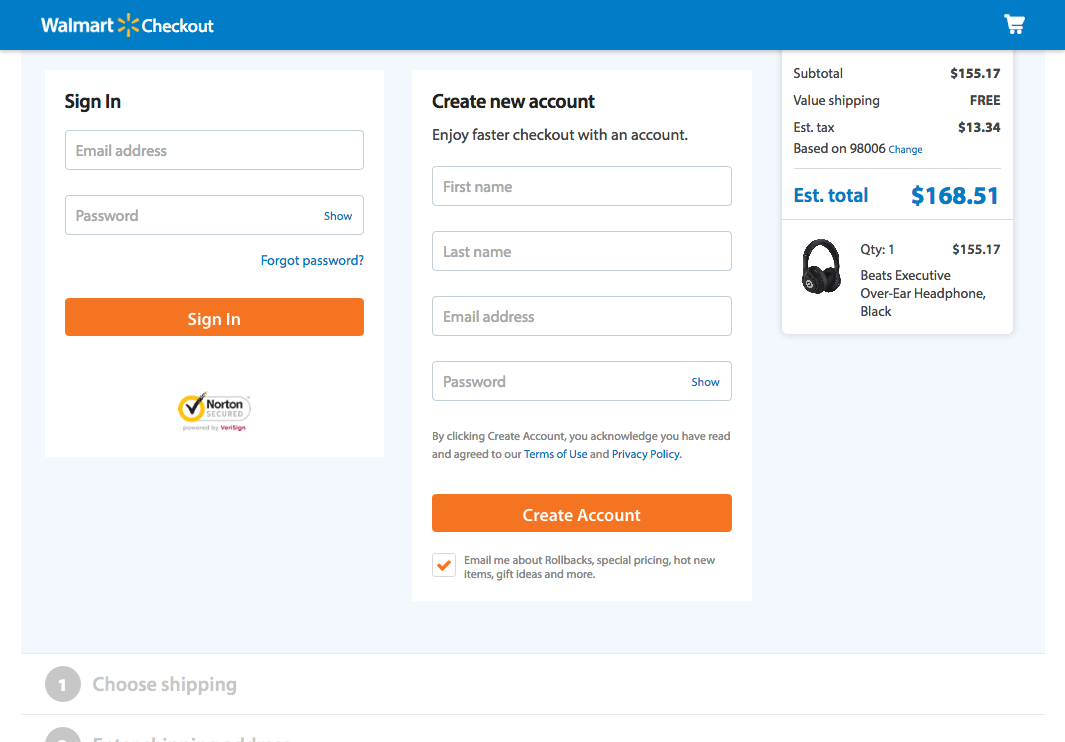 Walmart Checkout
Sign In
Email address
Password Show
Forgot password?
Sign In
Norton
SECURED
powered by VeriSign
Create new account
Enjoy faster checkout with an account.
First name
Last name
Email address
Password Show
By clicking Create Account, you acknowledge you have read
and agreed to our Terms of Use and Privacy Policy.
Create Account
Email me about Rollbacks, special pricing, hot new
items, gift ideas and more.
Subtotal $155.17
Value shipping FREE
Est. tax $13.34
Based on 98006 Change
Est. total $168.51
Qty: 1 $155.17
Beats Executive
Over-Ear Headphone,
Black
1 Choose shipping